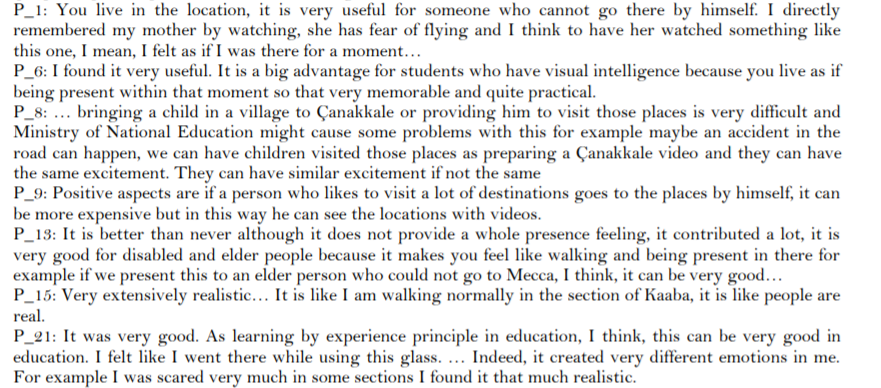 P_1: You live in the location, it is very useful for someone who cannot go there by himself. I directly
remembered my mother by watching, she has fear of flying and I think to have her watched something like
this one, I mean, I felt as if I was there for a moment…
P_6: I found it very useful. It is a big advantage for students who have visual intelligence because you live as if
being present within that moment so that very memorable and quite practical.
P_8: … bringing a child in a village to Çanakkale or providing him to visit those places is very difficult and
Ministry of National Education might cause some problems with this for example maybe an accident in the
road can happen, we can have children visited those places as preparing a Çanakkale video and they can have
the same excitement. They can have similar excitement if not the same
P_9: Positive aspects are if a person who likes to visit a lot of destinations goes to the places by himself, it can
be more expensive but in this way he can see the locations with videos.
P_13: It is better than never although it does not provide a whole presence feeling, it contributed a lot, it is
very good for disabled and elder people because it makes you feel like walking and being present in there for
example if we present this to an elder person who could not go to Mecca, I think, it can be very good…
P_15: Very extensively realistic… It is like I am walking normally in the section of Kaaba, it is like people are
real.
P_21: It was very good. As learning by experience principle in education, I think, this can be very good in
education. I felt like I went there while using this glass. … Indeed, it created very different emotions in me.
For example I was scared very much in some sections I found it that much realistic.